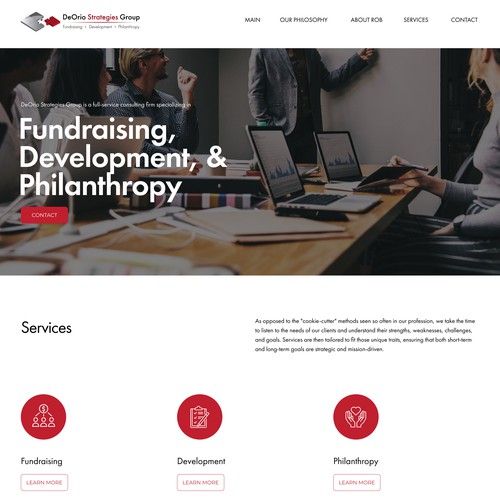 DeOrio Strategies Group
Fundraising • Development • Philanthropy
MAIN OUR PHILOSOPHY ABOUT ROB SERVICES CONTACT
DeOrio Strategies Group is a full-service consulting firm specializing in
Fundraising,
Development, &
Philanthropy
CONTACT
Services
As opposed to the "cookie-cutter" methods seen so often in our profession, we take the time
to listen to the needs of our clients and understand their strengths, weaknesses, challenges,
and goals. Services are then tailored to fit those unique traits, ensuring that both short-term
and long-term goals are strategic and mission-driven.
Fundraising Development Philanthropy
LEARN MORE LEARN MORE LEARN MORE